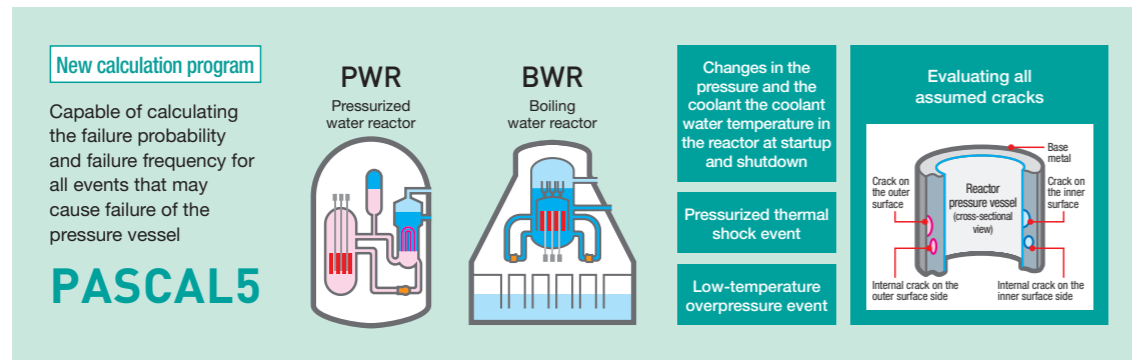 New calculation program
Capable of calculating
the failure probability
and failure frequency for
all events that may
cause failure of the
pressure vessel
PASCAL5
PWR
Pressurized
water reactor
BWR
Boiling
water reactor
Changes in the
pressure and the
coolant the coolant
water temperature in
the reactor at startup
and shutdown
Pressurized thermal
shock event
Low-temperature
overpressure event
Evaluating all
assumed cracks
Base
metal
Crack on
the outer
surface
Reactor
pressure vessel
(cross-sectional
view)
Crack on
the inner
surface
Internal crack on the
outer surface side
Internal crack on the
inner surface side